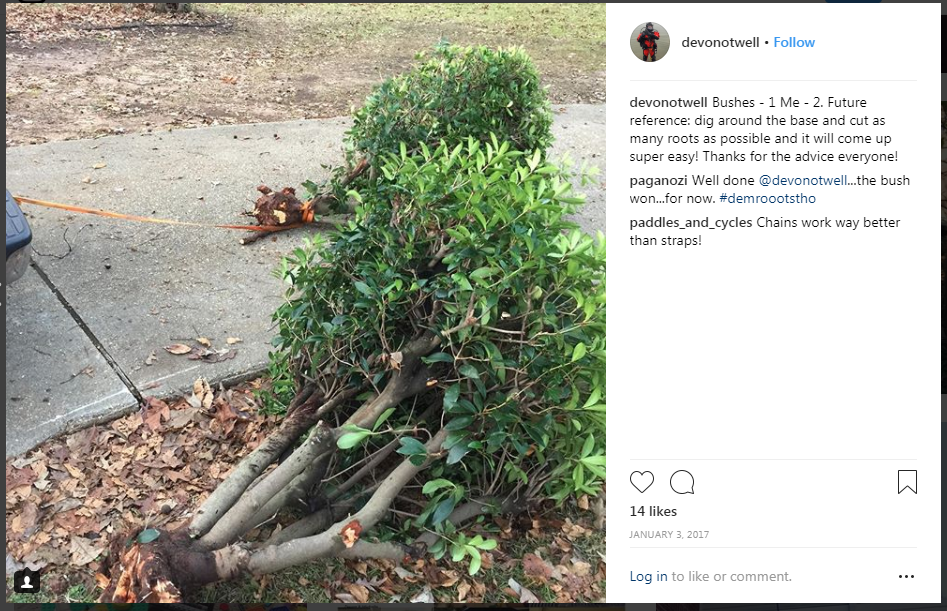 devonotwell • Follow
devonotwell Bushes - 1 Me - 2. Future
reference: dig around the base and cut as
many roots as possible and it will come up
super easy! Thanks for the advice everyone!
paganozi Well done @devonotwell...the bush
won...for now. #demroootstho
paddles_and_cycles Chains work way better
than straps!
14 likes
JANUARY 3, 2017
Log in to like or comment.